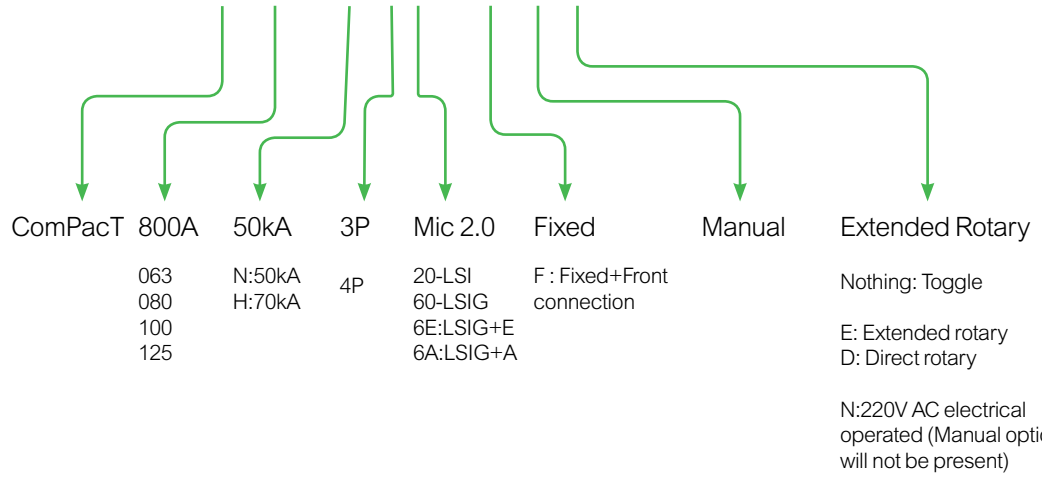 ComPacT 800A 50kA 3P Mic 2.0 Fixed Manual Extended Rotary
063
080
100
125
N:50kA
H:70kA
4P
20-LSI
60-LSIG
6E:LSIG+E
6A:LSIG+A
F : Fixed+Front
connection
Nothing: Toggle
E: Extended rotary
D: Direct rotary
N:220V AC electrical
operated (Manual optio
will not be present)